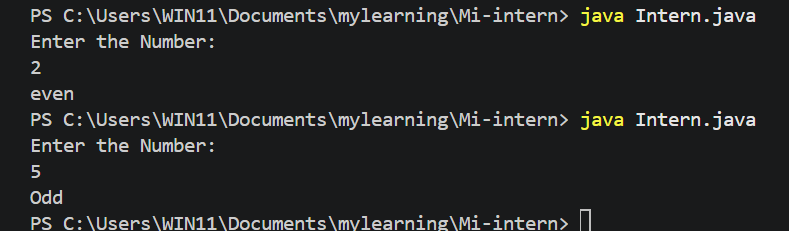 PS C:\Users\WIN11\Documents\mylearning\Mi-intern> java Intern.java
Enter the Number:
2
even
PS C:\Users\WIN11\Documents\mylearning\Mi-intern> java Intern.java
Enter the Number:
5
Odd
PS C:\Users\WIN11\Documents\mylearning\Mi-intern>